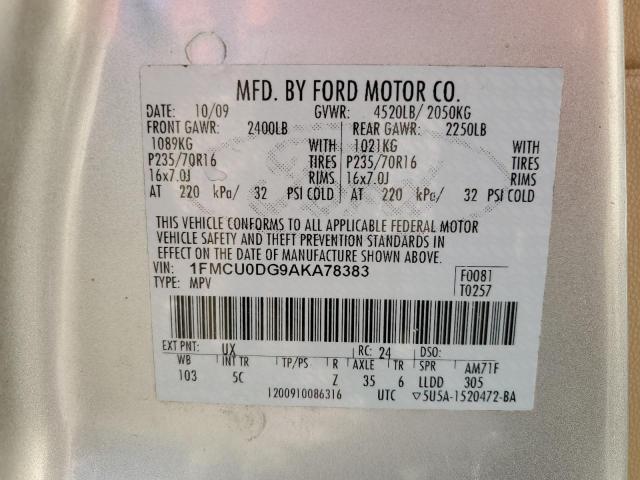 MFD. BY FORD MOTOR CO.
DATE: 10/09 GVWR: 4520LB/ 2050KG
FRONT GAWR: 2400LB REAR GAWR: 2250LB
1089KG WITH 1021KG WITH
P235/70R16 TIRES P235/70R16 TIRES
16x7.0J RIMS 16x7.0J RIMS
AT 220 kPa/ 32 PSI COLD AT 220 kPa/ 32 PSI COLD
THIS VEHICLE CONFORMS TO ALL APPLICABLE FEDERAL MOTOR
VEHICLE SAFETY AND THEFT PREVENTION STANDARDS IN
EFFECT ON THE DATE OF MANUFACTURE SHOWN ABOVE.
VIN: 1FMCU0DG9AKA78383 F0081
TYPE: MPV T0257
EXT PNT: UX RC: 24 DSO:
WB INT TR TP/PS R AXLE TR SPR AM71F
103 5C Z 35 6 LLDD 305
1200910086316 UTC ▽5U5A-1520472-BA